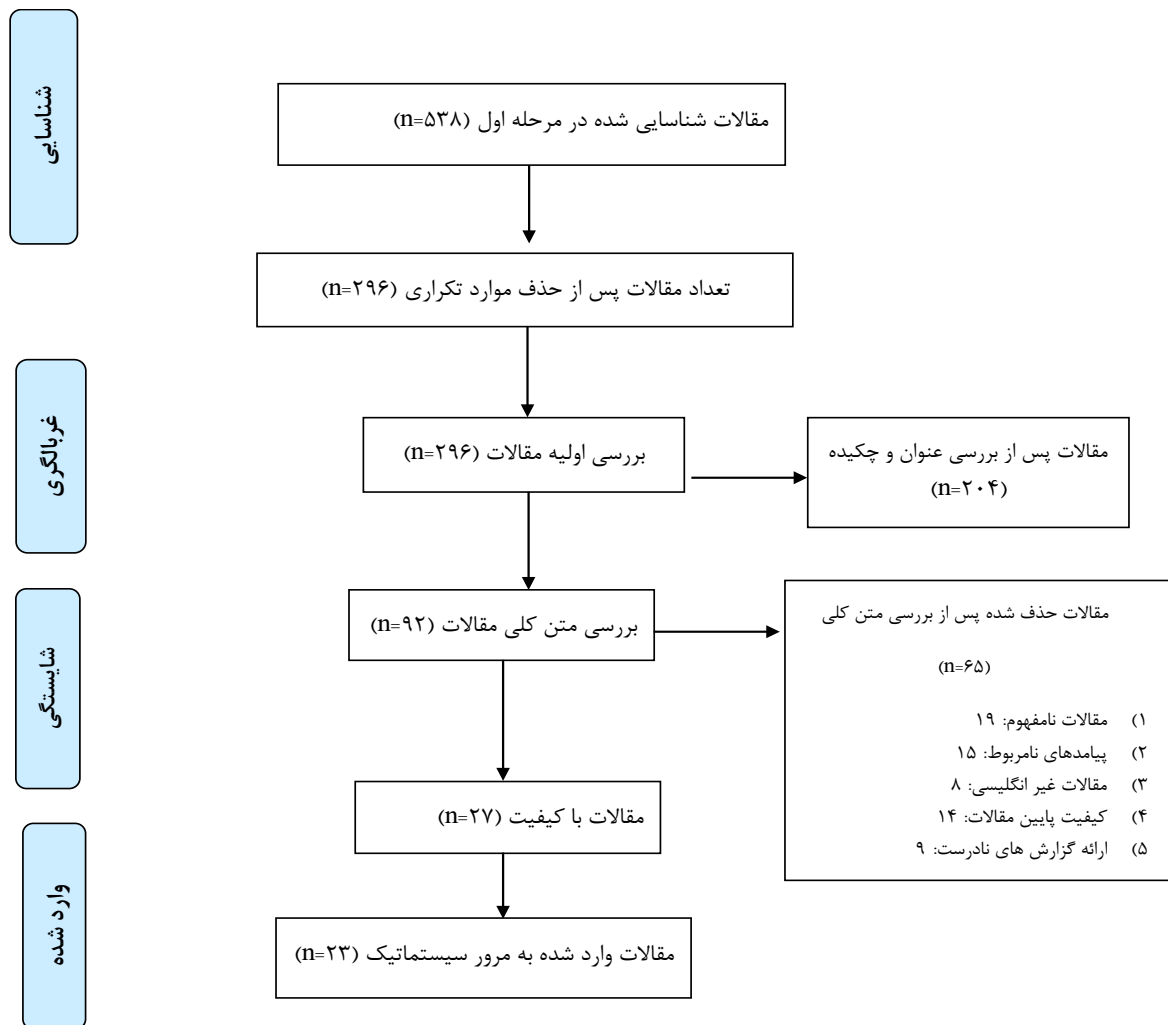 شناسایی
مقالات شناسایی شده در مرحله اول (n=۵۳۸)
تعداد مقالات پس از حذف موارد تکراری (n=۲۹۶)
غربالگری
بررسی اولیه مقالات (n=۲۹۶)
مقالات پس از بررسی عنوان و چکیده
(n=۲۰۴)
شایستگی
بررسی متن کلی مقالات (n=۹۲)
مقالات حذف شده پس از بررسی متن کلی
(n=۶۵)
۱) مقالات نامفهوم: ۱۹
۲) پیامدهای نامربوط: ۱۵
۳) مقالات غیر انگلیسی: ۸
۴) کیفیت پایین مقالات: ۱۴
۵) ارائه گزارش های نادرست: ۹
مقالات با کیفیت (n=۲۷)
وارد شده
مقالات وارد شده به مرور سیستماتیک (n=۲۳)